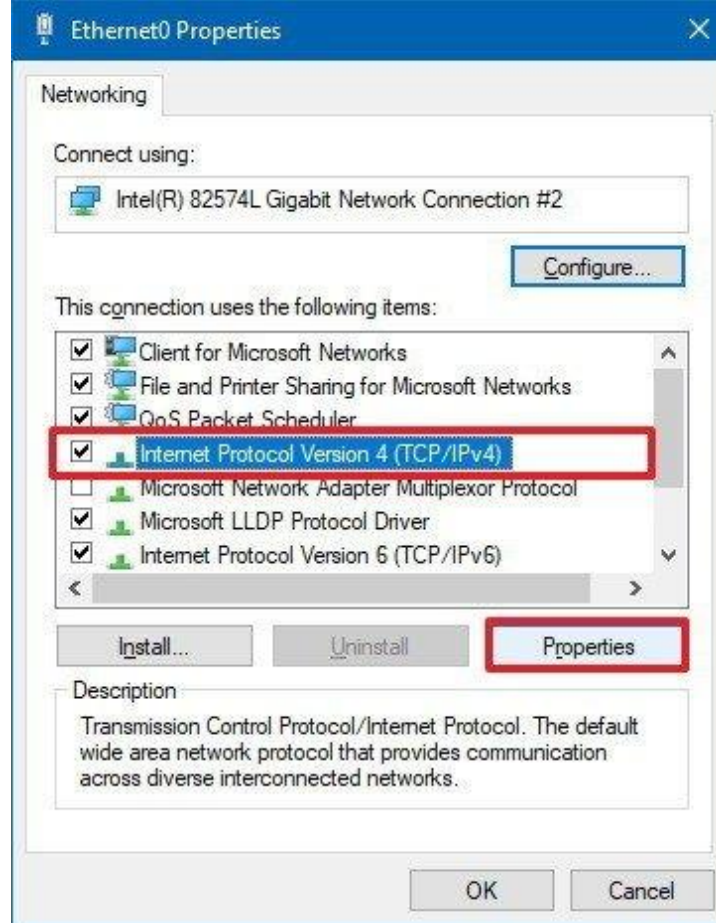 Ethernet0 Properties
Networking
Connect using:
Intel(R) 82574L Gigabit Network Connection #2
Configure...
This connection uses the following items:
Client for Microsoft Networks
File and Printer Sharing for Microsoft Networks
QoS Packet Scheduler
Internet Protocol Version 4 (TCP/IPv4)
Microsoft Network Adapter Multiplexor Protocol
Microsoft LLDP Protocol Driver
Internet Protocol Version 6 (TCP/IPv6)
Install...
Uninstall
Properties
Description
Transmission Control Protocol/Internet Protocol. The default
wide area network protocol that provides communication
across diverse interconnected networks.
OK
Cancel